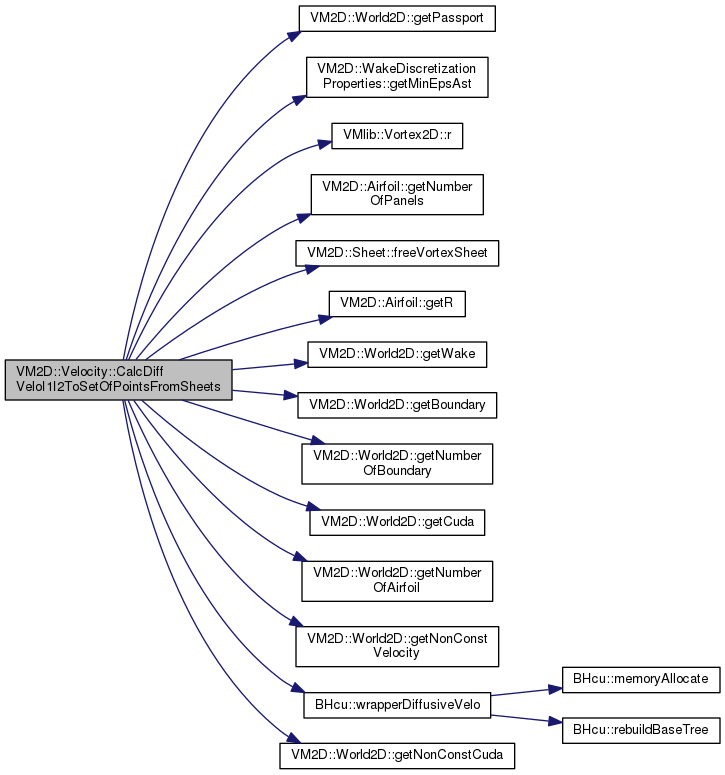 VM2D::World2D::getPassport
VM2D::WakeDiscretization
Properties::getMinEpsAst
VMlib::Vortex2D::r
VM2D::Airfoil::getNumber
OfPanels
VM2D::Sheet::freeVortexSheet
VM2D::Airfoil::getR
VM2D::Velocity::CalcDiff
VeloI1I2ToSetOfPointsFromSheets
VM2D::World2D::getWake
VM2D::World2D::getBoundary
VM2D::World2D::getNumber
OfBoundary
VM2D::World2D::getCuda
VM2D::World2D::getNumber
OfAirfoil
VM2D::World2D::getNonConst
Velocity
BHcu::wrapperDiffusiveVelo
BHcu::memoryAllocate
BHcu::rebuildBaseTree
VM2D::World2D::getNonConstCuda